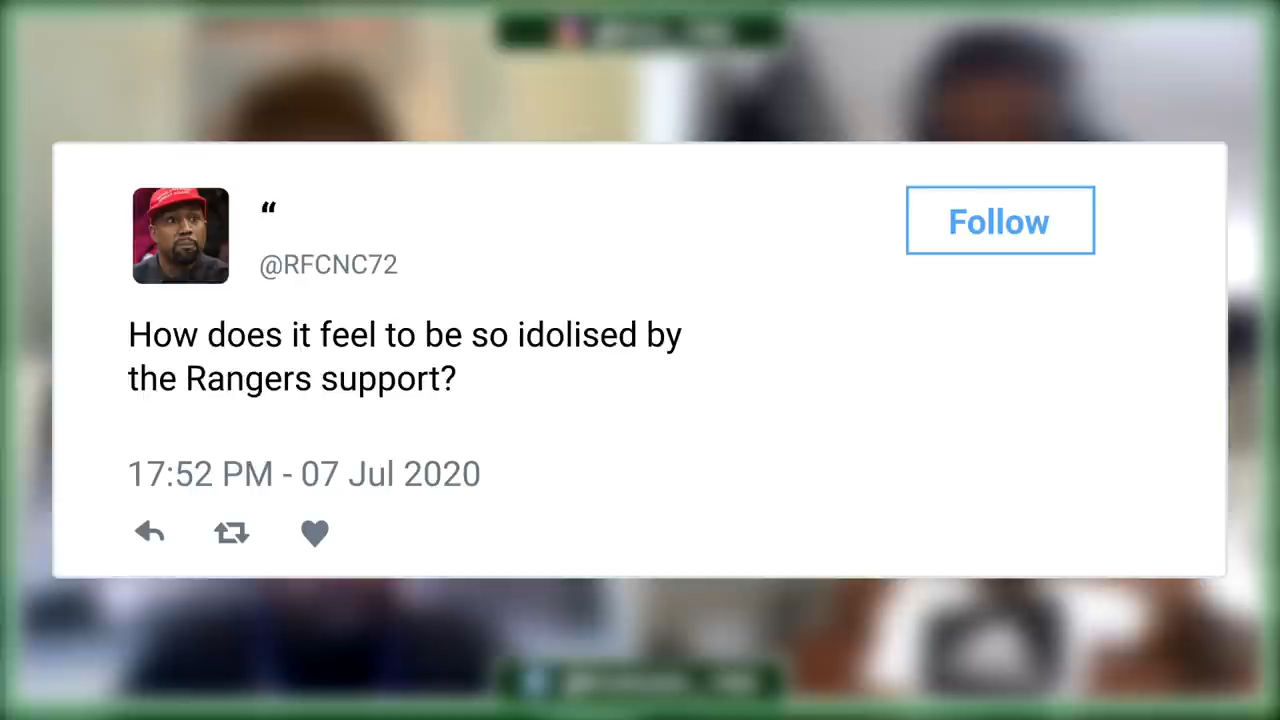 “
@RFCNC72
Follow
How does it feel to be so idolised by
the Rangers support?
17:52 PM - 07 Jul 2020